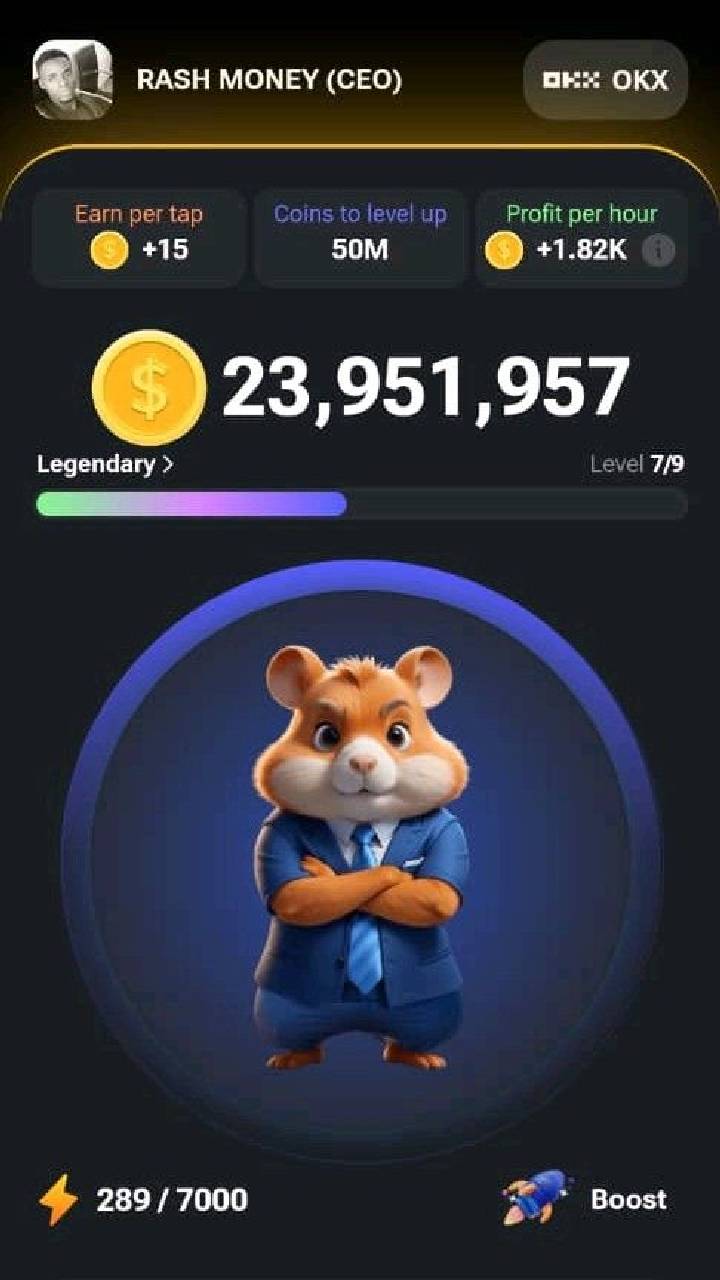 RASH MONEY (CEO)
OKX OKX
Earn per tap
$ +15
Coins to level up
50M
Profit per hour
$ +1.82K i
$ 23,951,957
Legendary >
Level 7/9
289 / 7000
Boost